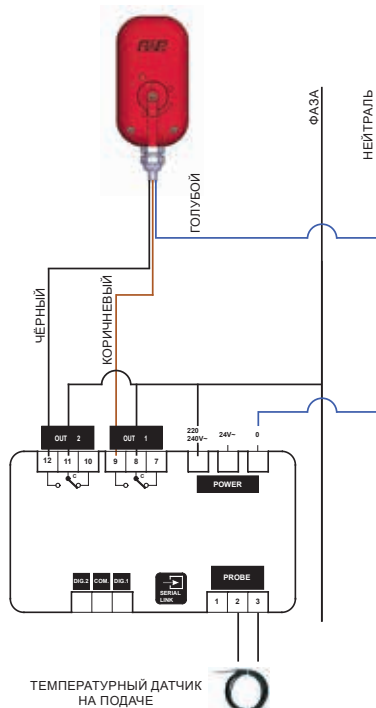 FAR
ФАЗА
НЕЙТРАЛЬ
ГОЛУБОЙ
ЧЁРНЫЙ
КОРИЧНЕВЫЙ
OUT 2
OUT 1
220
240V~
24V~
0
12 11 10
9 8 7
C
C
POWER
DIG.2 COM. DIG.1
SERIAL
LINK
PROBE
1 2 3
ТЕМПЕРАТУРНЫЙ ДАТЧИК
НА ПОДАЧЕ